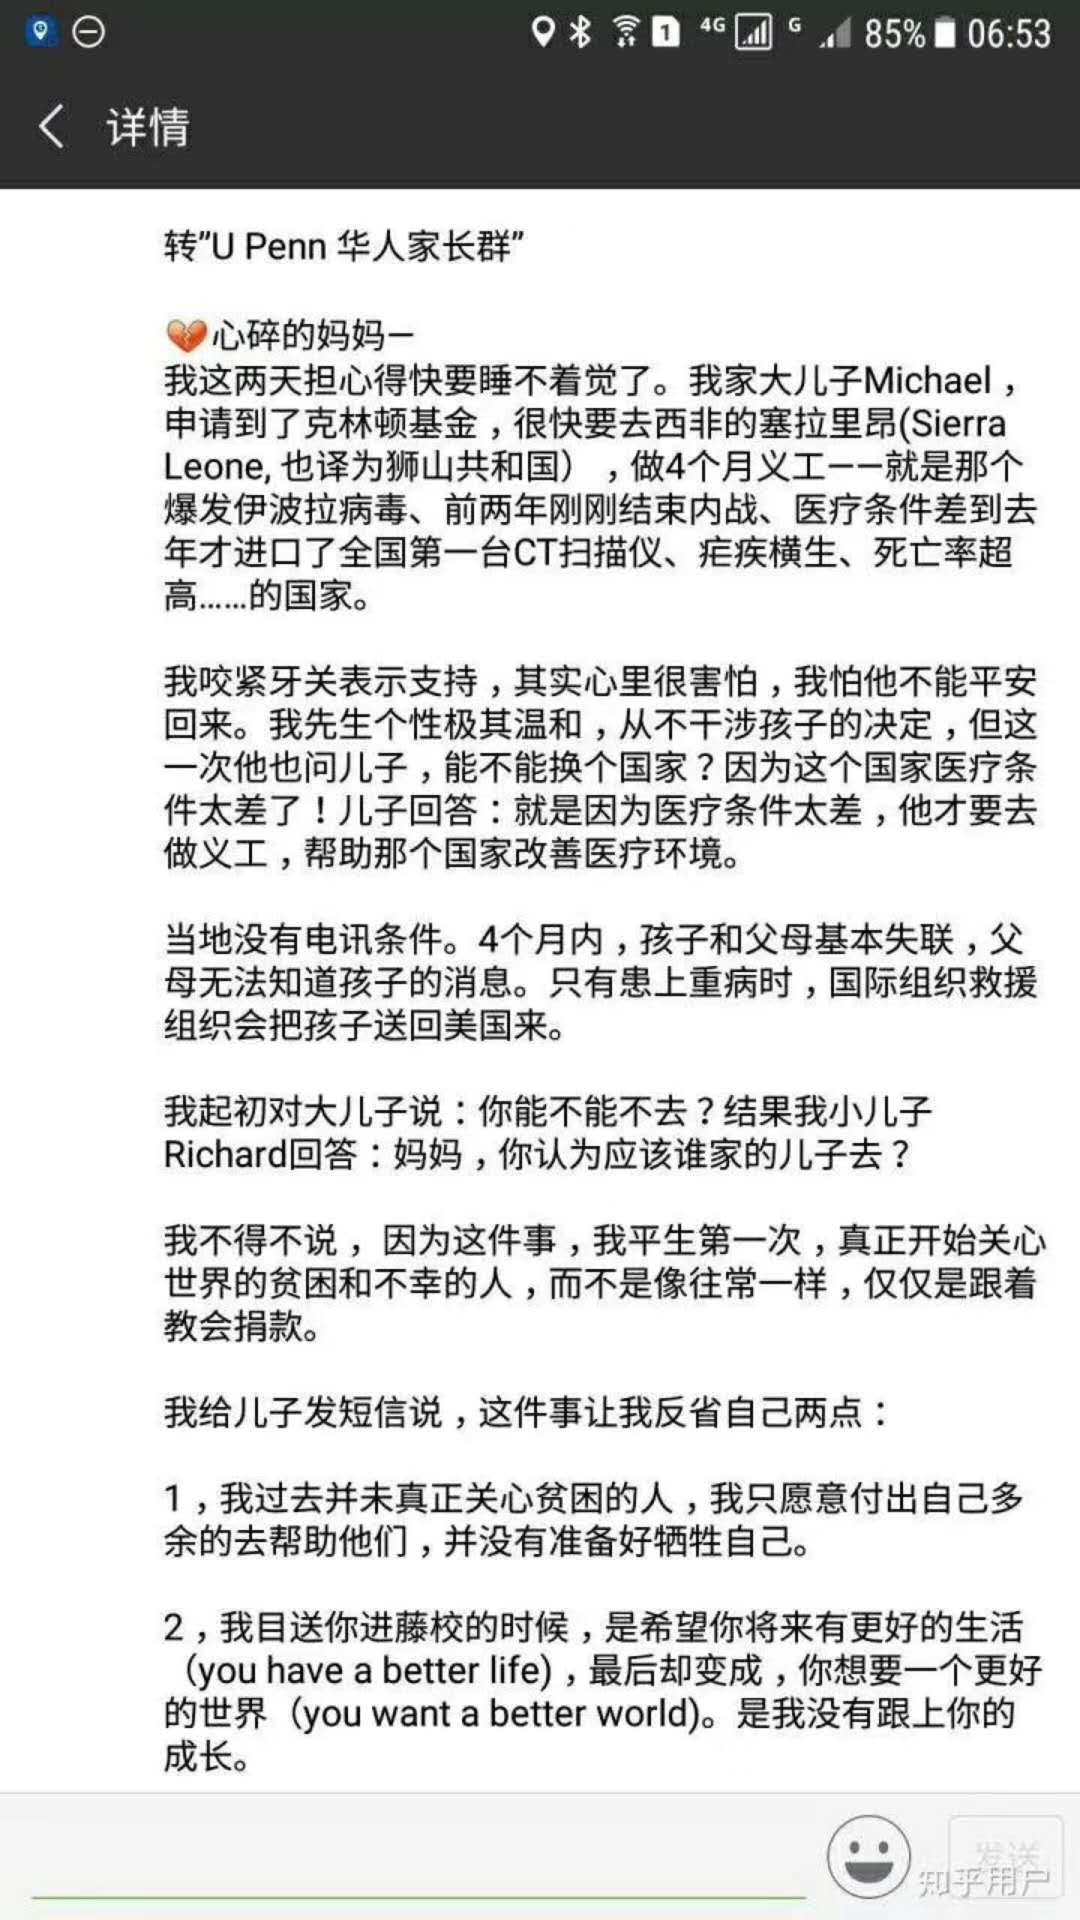 1 4G G 85% 06:53
详情
转”U Penn 华人家长群”
💔心碎的妈妈—
我这两天担心得快要睡不着觉了。我家大儿子Michael，
申请到了克林顿基金，很快要去西非的塞拉里昂(Sierra
Leone, 也译为狮山共和国），做4个月义工——就是那个
爆发伊波拉病毒、前两年刚刚结束内战、医疗条件差到去
年才进口了全国第一台CT扫描仪、疟疾横生、死亡率超
高……的国家。
我咬紧牙关表示支持，其实心里很害怕，我怕他不能平安
回来。我先生个性极其温和，从不干涉孩子的决定，但这
一次他也问儿子，能不能换个国家？因为这个国家医疗条
件太差了！儿子回答：就是因为医疗条件太差，他才要去
做义工，帮助那个国家改善医疗环境。
当地没有电讯条件。4个月内，孩子和父母基本失联，父
母无法知道孩子的消息。只有患上重病时，国际组织救援
组织会把孩子送回美国来。
我起初对大儿子说：你能不能不去？结果我小儿子
Richard回答：妈妈，你认为应该谁家的儿子去？
我不得不说，因为这件事，我平生第一次，真正开始关心
世界的贫困和不幸的人，而不是像往常一样，仅仅是跟着
教会捐款。
我给儿子发短信说，这件事让我反省自己两点：
1，我过去并未真正关心贫困的人，我只愿意付出自己多
余的去帮助他们，并没有准备好牺牲自己。
2，我目送你进藤校的时候，是希望你将来有更好的生活
（you have a better life)，最后却变成，你想要一个更好
的世界（you want a better world)。是我没有跟上你的
成长。
发送
知乎用户